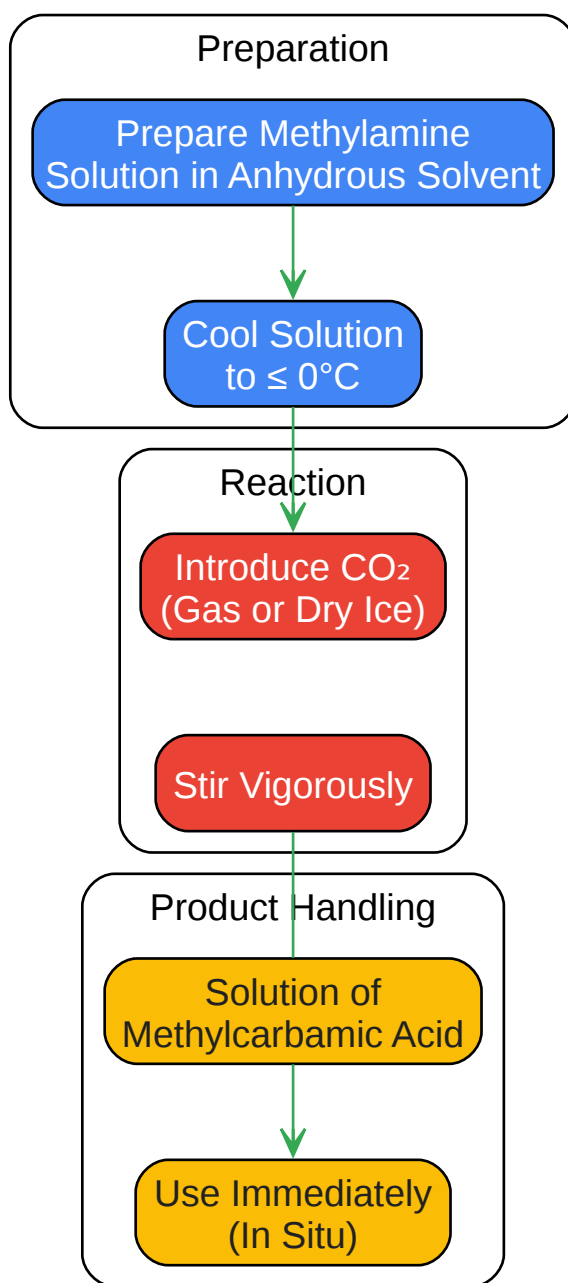 Preparation
Prepare Methylamine
Solution in Anhydrous Solvent
Cool Solution
to ≤ 0°C
Reaction
Introduce CO₂
(Gas or Dry Ice)
Stir Vigorously
Product Handling
Solution of
Methylcarbamic Acid
Use Immediately
(In Situ)